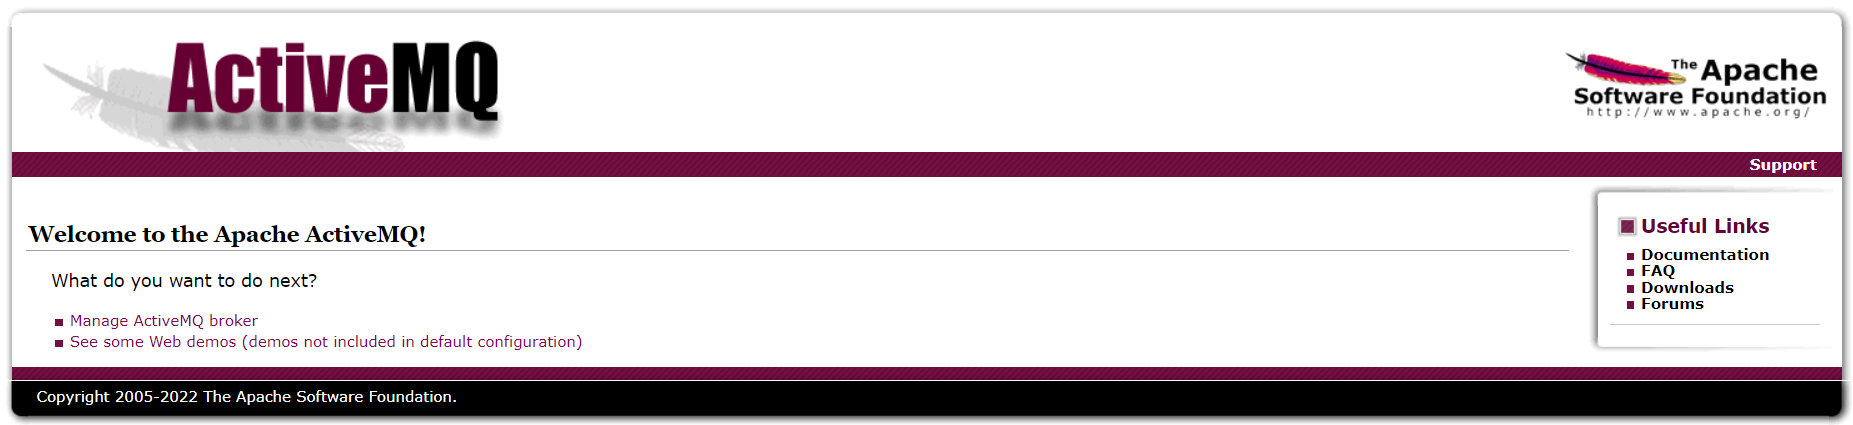 ActiveMQ
The Apache
Software Foundation
http://www.apache.org/
Support
Welcome to the Apache ActiveMQ!
What do you want to do next?
Manage ActiveMQ broker
See some Web demos (demos not included in default configuration)
Useful Links
Documentation
FAQ
Downloads
Forums
Copyright 2005-2022 The Apache Software Foundation.